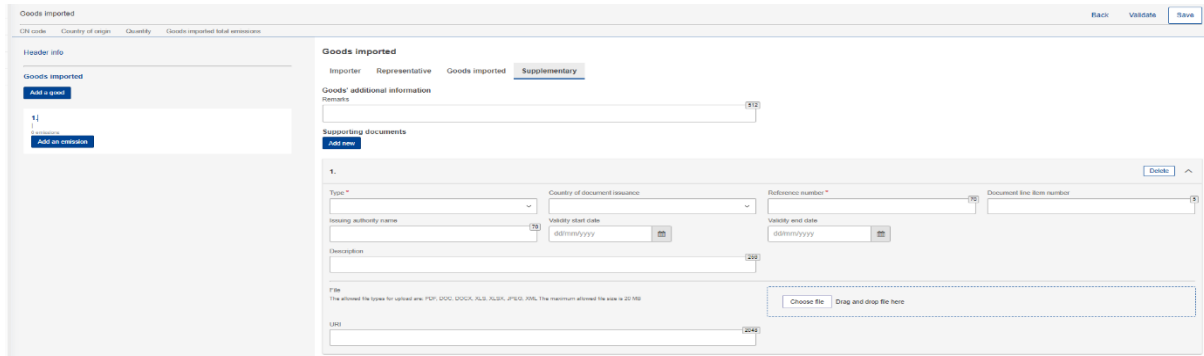 Goods imported
Back Validate Save
CN code Country of origin Quantity Goods imported total emissions
Header info
Goods imported
Add a good
1.|
0 emissions
Add an emission
Goods imported
Importer Representative Goods imported Supplementary
Goods' additional information
Remarks
512
Supporting documents
Add new
1.
Delete
Type * Country of document issuance Reference number * Document line item number
70 5
Issuing authority name Validity start date Validity end date
70
dd/mm/yyyy dd/mm/yyyy
Description
256
File
The allowed file types for upload are: PDF, DOC, DOCX, XLS, XLSX, JPEG, XML The maximum allowed file size is 20 MB
Choose file Drag and drop file here
URI
2048